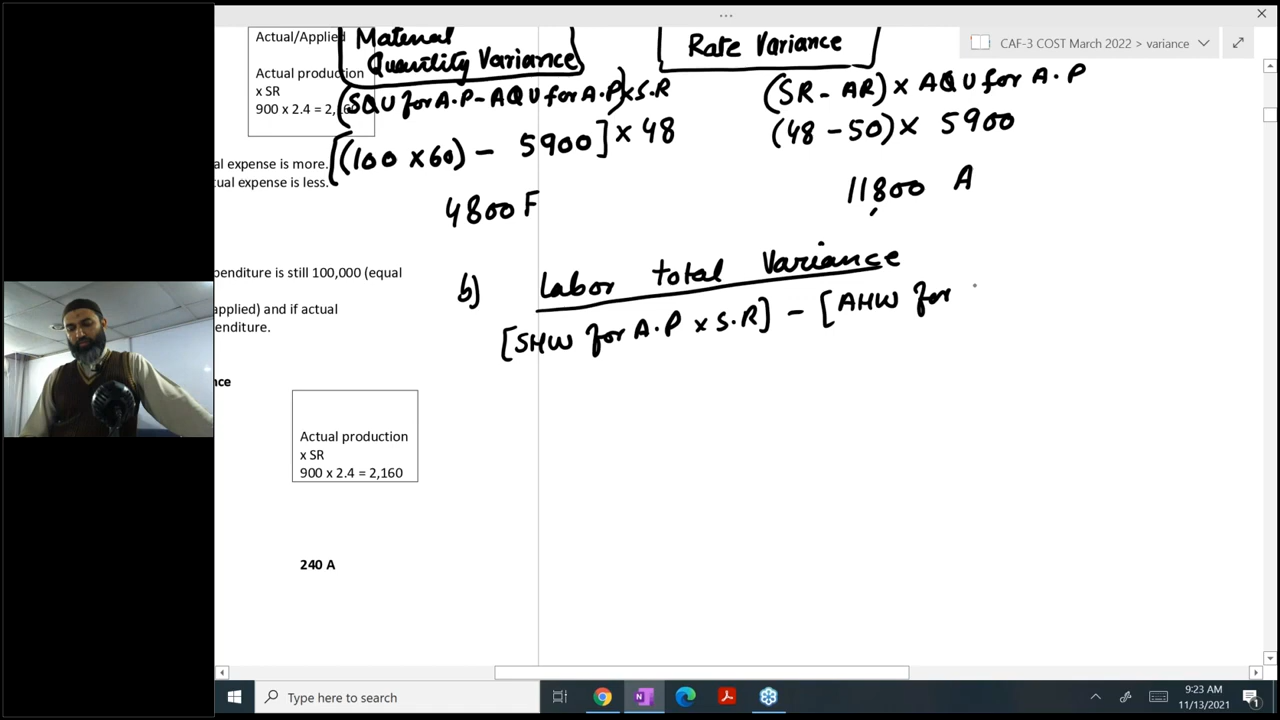 CAF-3 COST March 2022 > variance
Actual/Applied
Actual production
x SR
900 x 2.4 = 2,
al expense is more.
tual expense is less.
Material
Quantity Variance
(SQU for A.P - AQU for A.P) x S.R
[(100 x 60) - 5900] x 48
4800 F
Rate Variance
(SR - AR) x AQU for A.P
(48 - 50) x 5900
11800 A
penditure is still 100,000 (equal
applied) and if actual
enditure.
nce
b) Labor total Variance
[SHW for A.P x S.R] - [AHW for
Actual production
x SR
900 x 2.4 = 2,160
240 A
Type here to search
9:23 AM
11/13/2021
1